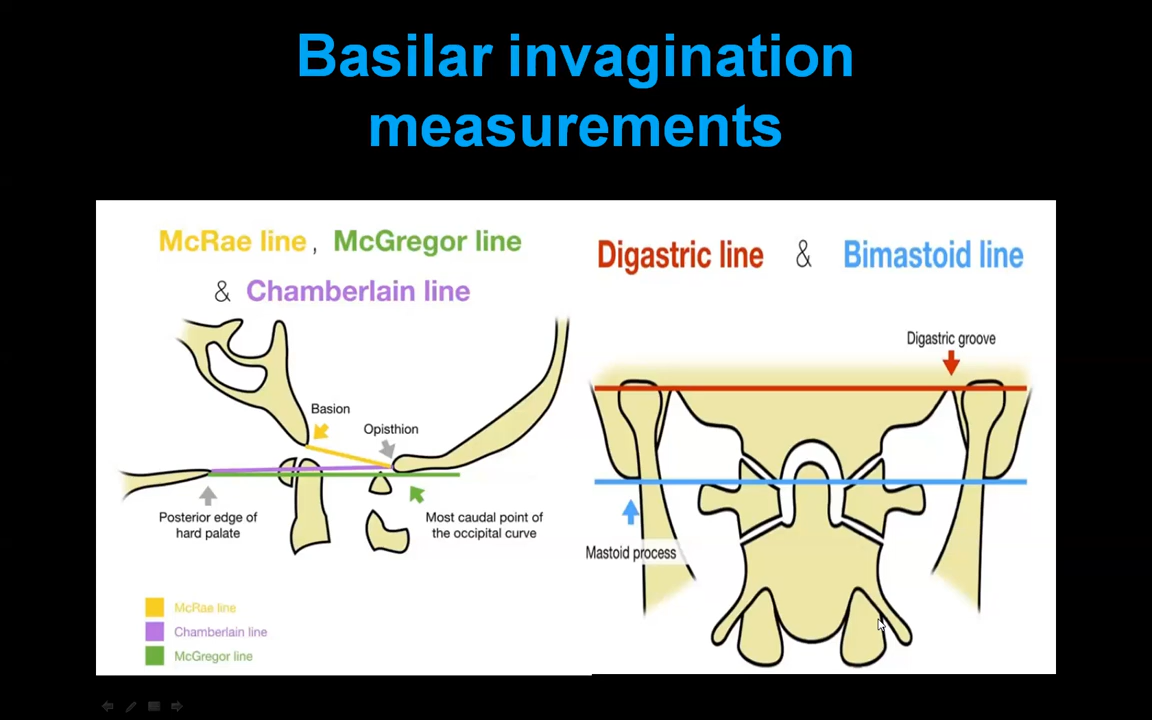 Basilar invagination
measurements
McRae line , McGregor line
& Chamberlain line
Basion
Opisthion
Posterior edge of
hard palate
Most caudal point of
the occipital curve
McRae line
Chamberlain line
McGregor line
Digastric line & Bimastoid line
Digastric groove
Mastoid process